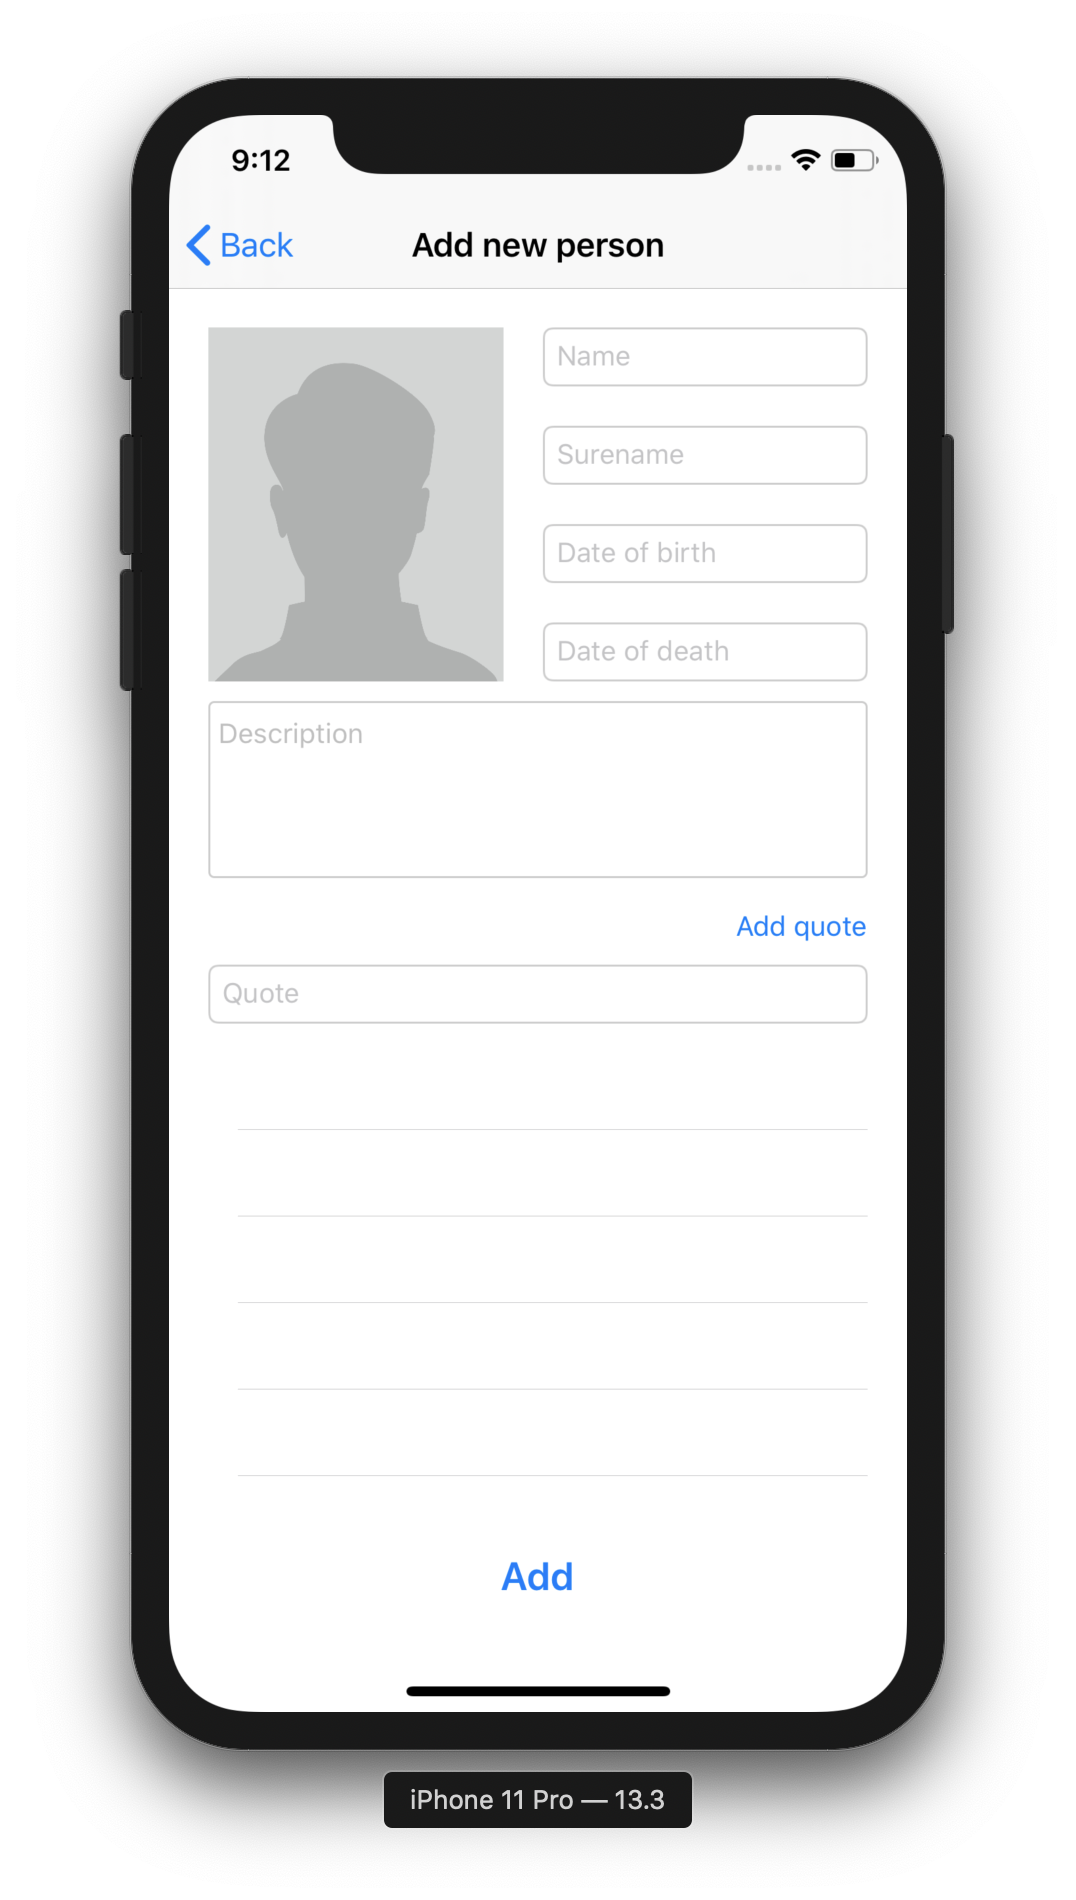 9:12
Back
Add new person
Name
Surename
Date of birth
Date of death
Description
Add quote
Quote
Add
iPhone 11 Pro — 13.3